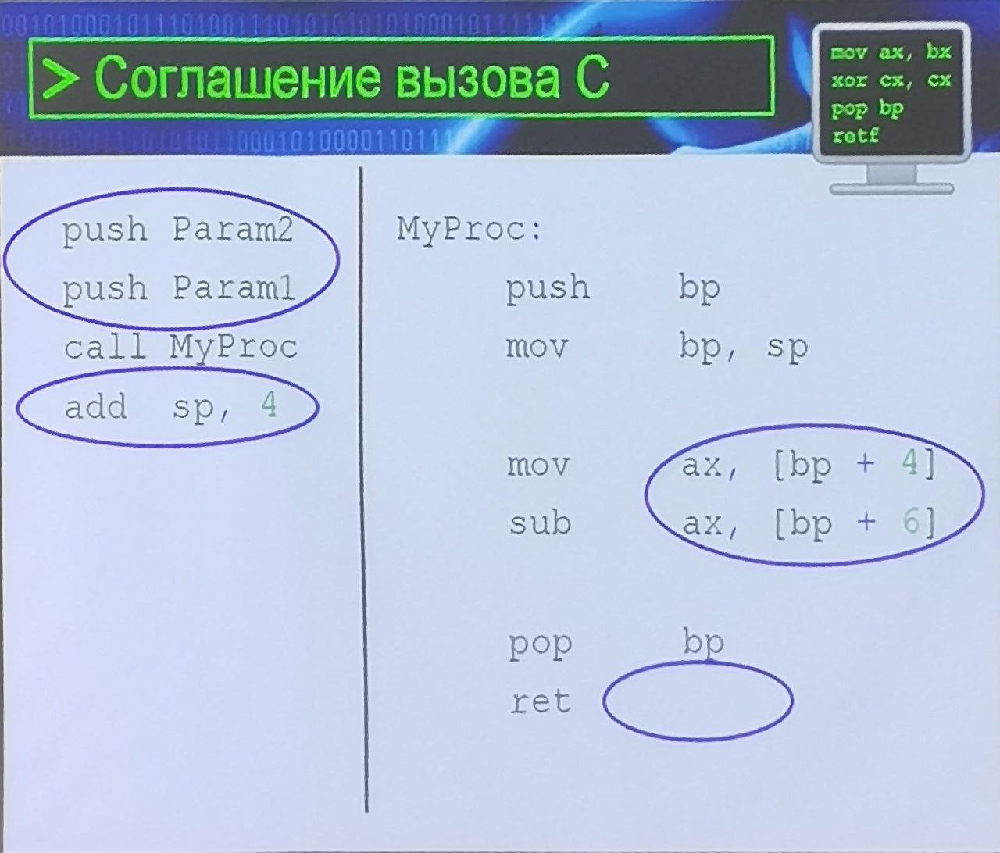 > Соглашение вызова C
mov ax, bx
xor cx, cx
pop bp
retf
push Param2
push Param1
call MyProc
add sp, 4
MyProc:
push bp
mov bp, sp
mov ax, [bp + 4]
sub ax, [bp + 6]
pop bp
ret